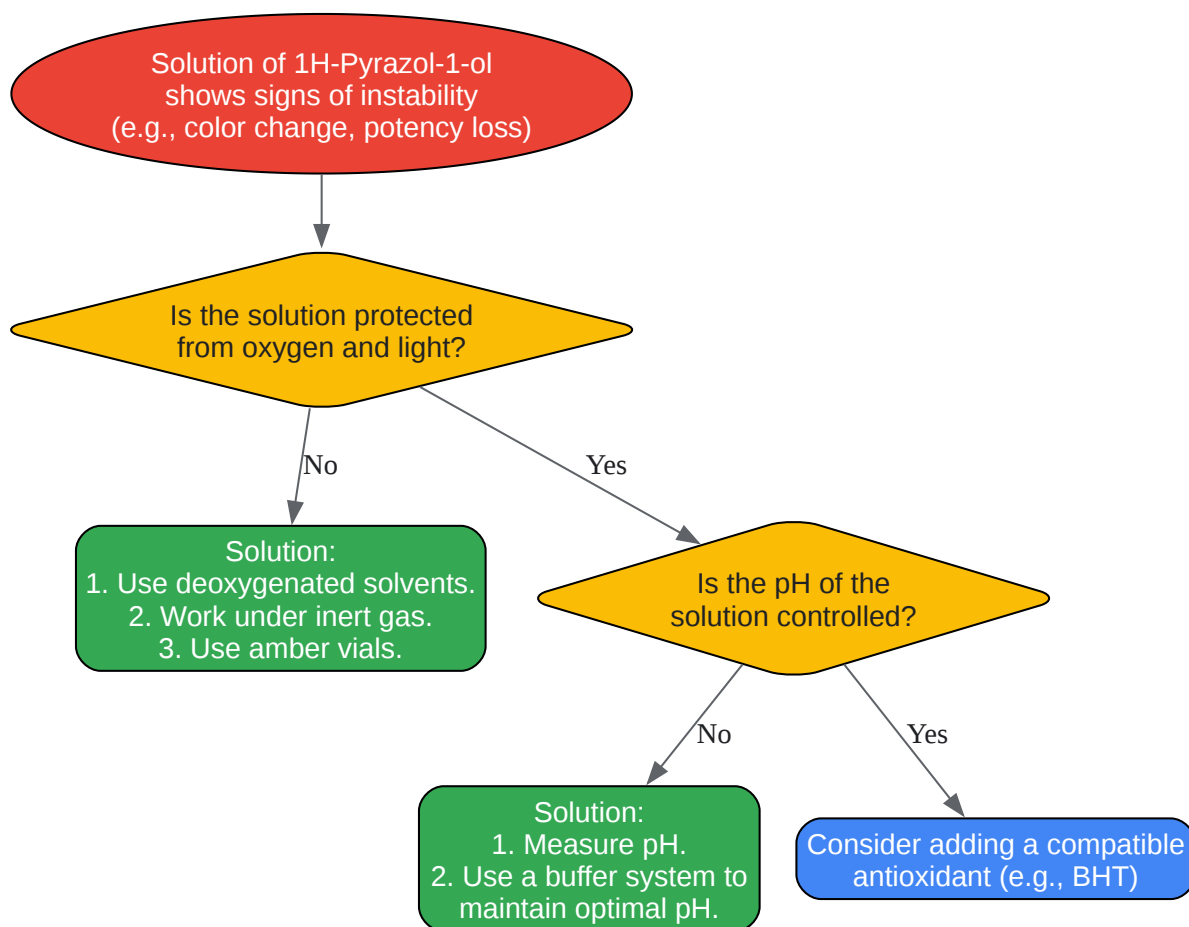 Solution of 1H-Pyrazol-1-ol
shows signs of instability
(e.g., color change, potency loss)
Is the solution protected
from oxygen and light?
No
Yes
Solution:
1. Use deoxygenated solvents.
2. Work under inert gas.
3. Use amber vials.
Is the pH of the
solution controlled?
No
Yes
Solution:
1. Measure pH.
2. Use a buffer system to
maintain optimal pH.
Consider adding a compatible
antioxidant (e.g., BHT)